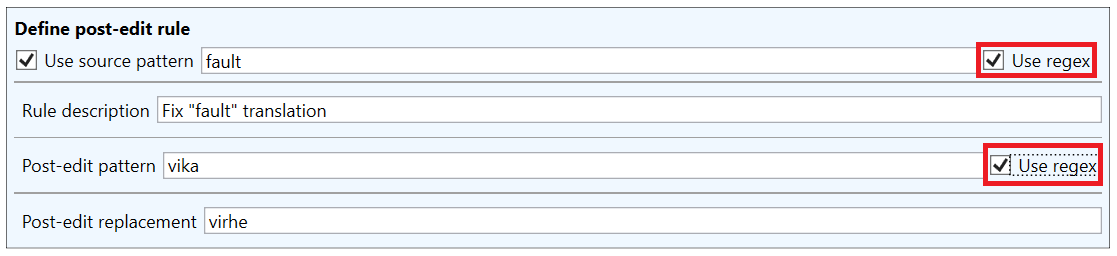 Define post-edit rule
Use source pattern fault Use regex
Rule description Fix "fault" translation
Post-edit pattern vika Use regex
Post-edit replacement virhe